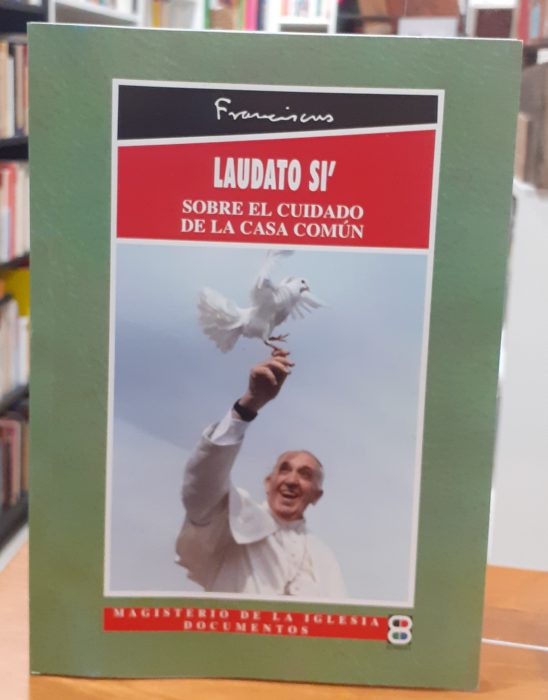 Franciscus
LAUDATO SI'
SOBRE EL CUIDADO
DE LA CASA COMÚN
MAGISTERIO DE LA IGLESIA
DOCUMENTOS